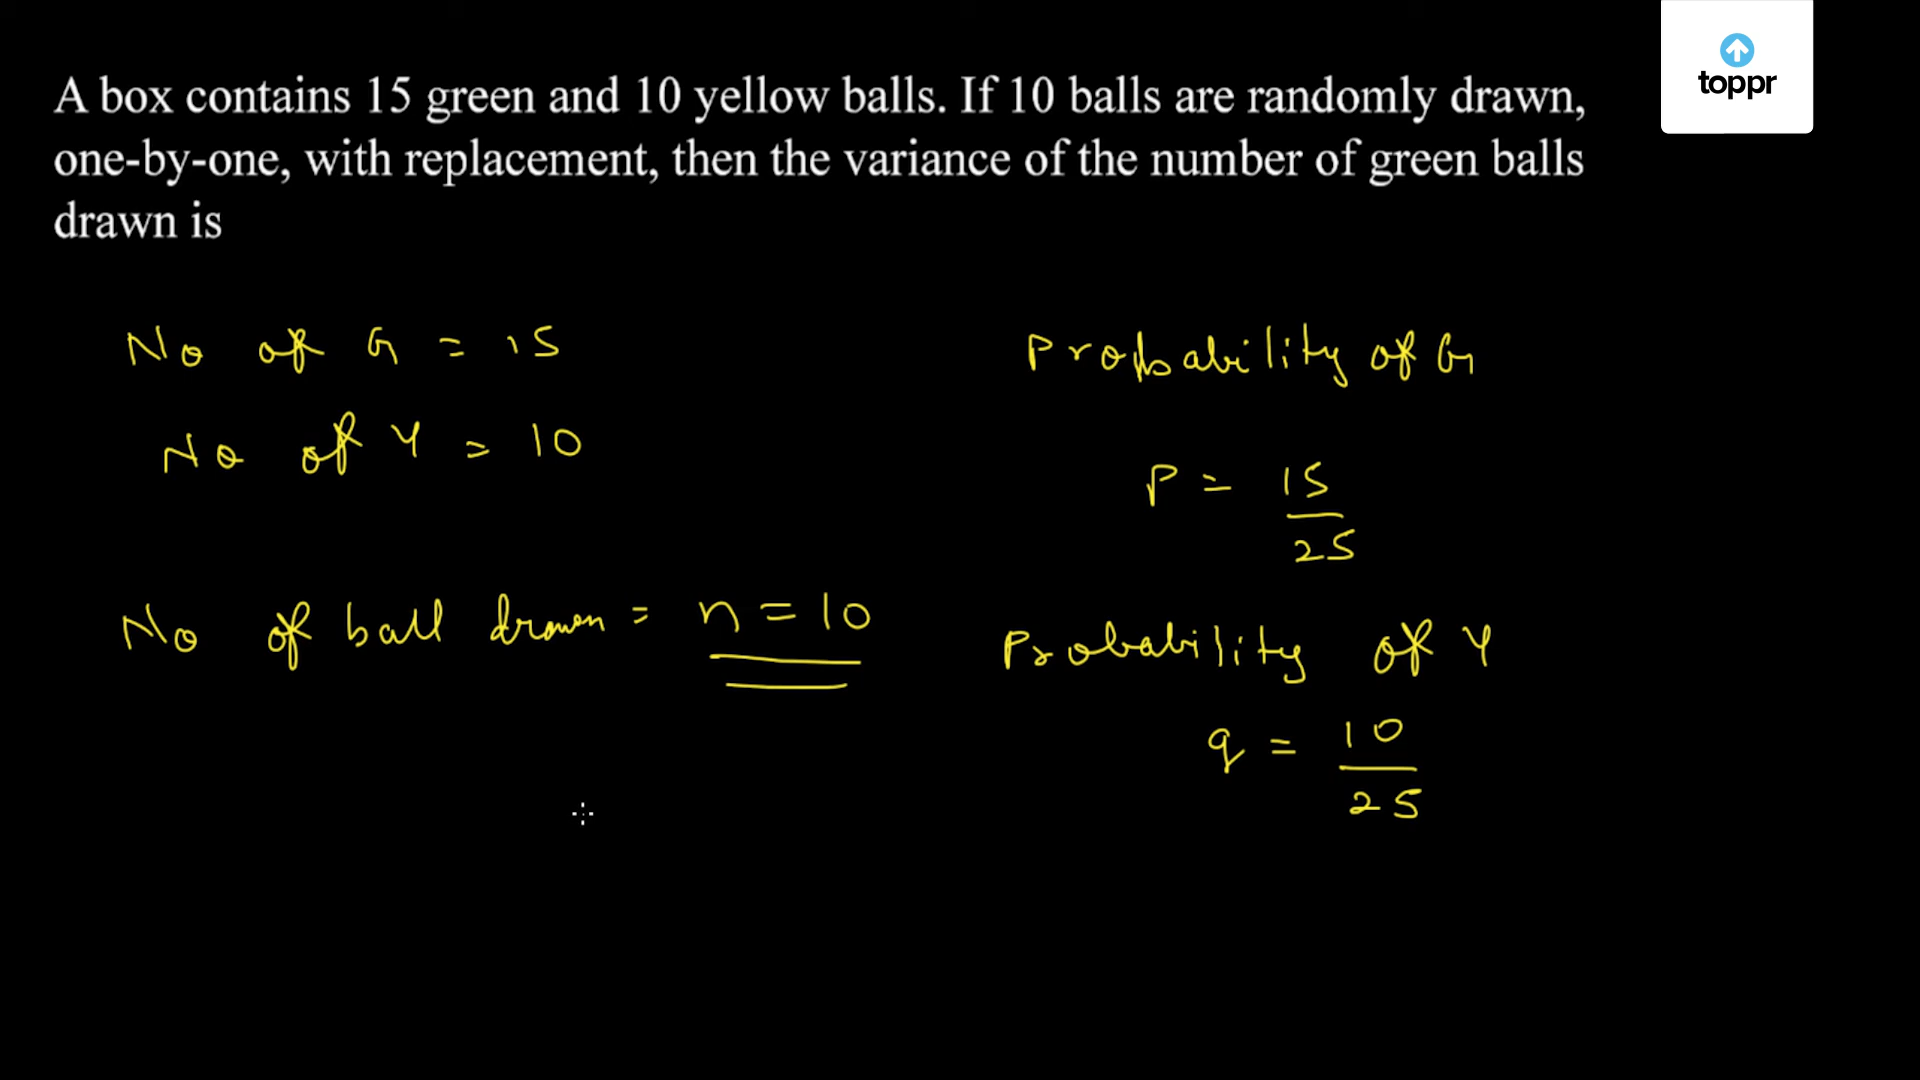 toppr
A box contains 15 green and 10 yellow balls. If 10 balls are randomly drawn,
one-by-one, with replacement, then the variance of the number of green balls
drawn is
No of G = 15
No of Y = 10
No of ball drawn = n = 10
Probability of G
P = 15/25
Probability of Y
q = 10/25